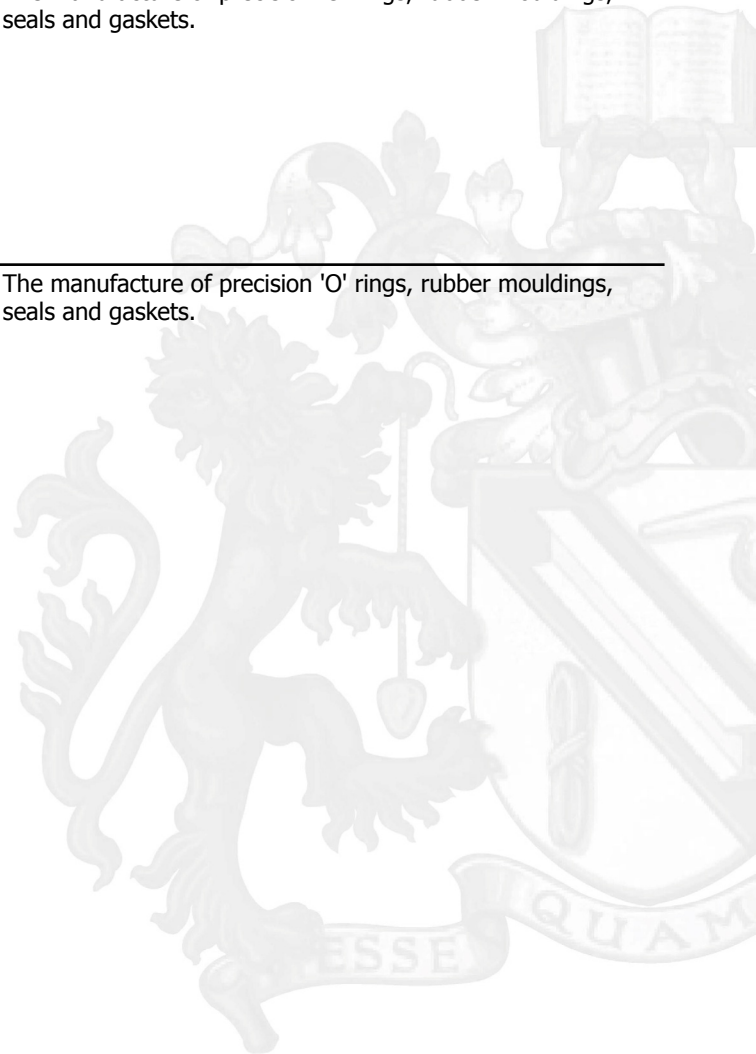 seals and gaskets.
The manufacture of precision 'O' rings, rubber mouldings,
seals and gaskets.
ESSE QUAM